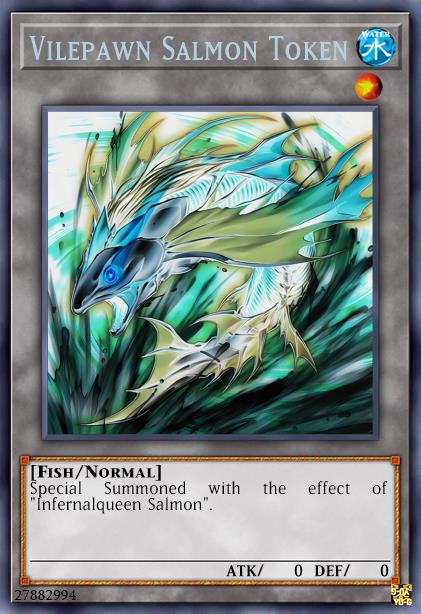 VILEPAWN SALMON TOKEN
WATER
水
[FISH/NORMAL]
Special Summoned with the effect of
"Infernalqueen Salmon".
ATK/ 0 DEF/ 0
27882994